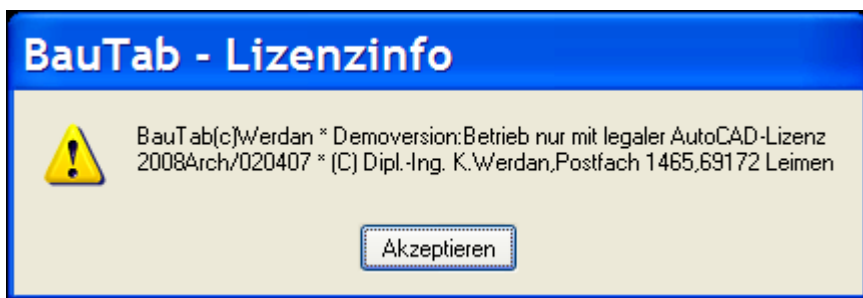 BauTab - Lizenzinfo
BauTab(c)Werdan * Demoversion:Betrieb nur mit legaler AutoCAD-Lizenz
2008Arch/020407 * (C) Dipl.-Ing. K.Werdan,Postfach 1465,69172 Leimen
Akzeptieren